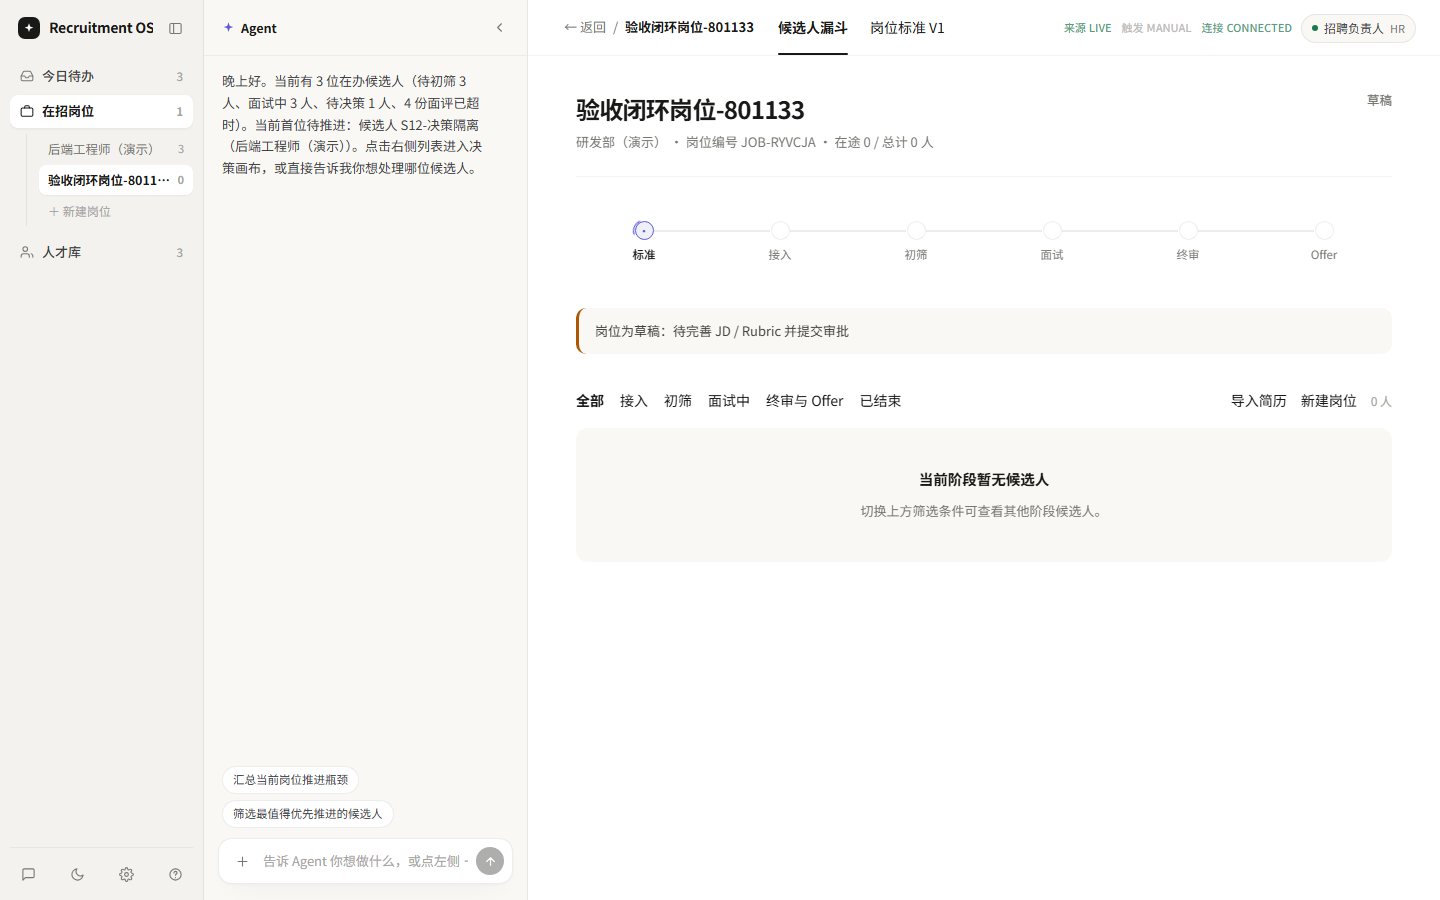 Recruitment OS
今日待办 3
在招岗位 1
后端工程师（演示） 3
验收闭环岗位-8011··· 0
新建岗位
人才库 3
Agent
晚上好。当前有 3 位在办候选人（待初筛 3
人、面试中 3 人、待决策 1 人、4 份面评已超
时）。当前首位待推进：候选人 S12-决策隔离
（后端工程师（演示））。点击右侧列表进入决
策画布，或直接告诉我你想处理哪位候选人。
汇总当前岗位推进瓶颈
筛选最值得优先推进的候选人
告诉 Agent 你想做什么，或点左侧
← 返回 / 验收闭环岗位-801133 候选人漏斗 岗位标准 V1 来源 LIVE 触发 MANUAL 连接 CONNECTED 招聘负责人 HR
验收闭环岗位-801133 草稿
研发部（演示） · 岗位编号 JOB-RYVCJA · 在途 0 / 总计 0 人
标准 接入 初筛 面试 终审 Offer
岗位为草稿：待完善 JD / Rubric 并提交审批
全部 接入 初筛 面试中 终审与 Offer 已结束 导入简历 新建岗位 0 人
当前阶段暂无候选人
切换上方筛选条件可查看其他阶段候选人。